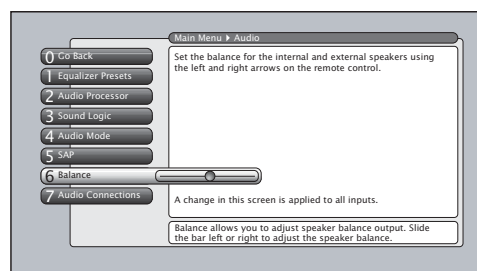 Main Menu ▸ Audio
0 Go Back
1 Equalizer Presets
2 Audio Processor
3 Sound Logic
4 Audio Mode
5 SAP
6 Balance
7 Audio Connections
Set the balance for the internal and external speakers using
the left and right arrows on the remote control.
A change in this screen is applied to all inputs.
Balance allows you to adjust speaker balance output. Slide
the bar left or right to adjust the speaker balance.